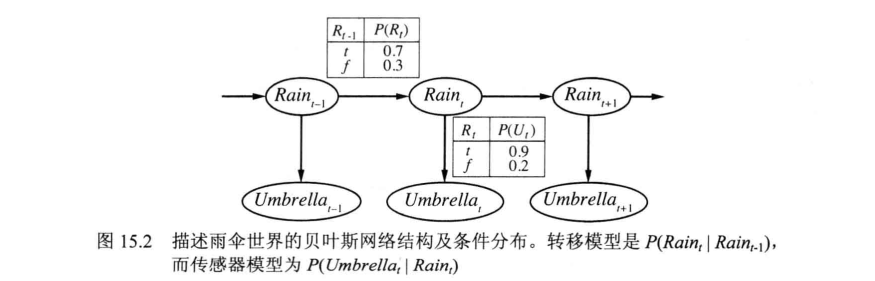 R_{t-1} P(R_t)
t 0.7
f 0.3
Rain_{t-1} Rain_t Rain_{t+1}
R_t P(U_t)
t 0.9
f 0.2
Umbrella_{t-1} Umbrella_t Umbrella_{t+1}
图 15.2 描述雨伞世界的贝叶斯网络结构及条件分布。转移模型是 P(Rain_t | Rain_{t-1})，
而传感器模型为 P(Umbrella_t | Rain_t)